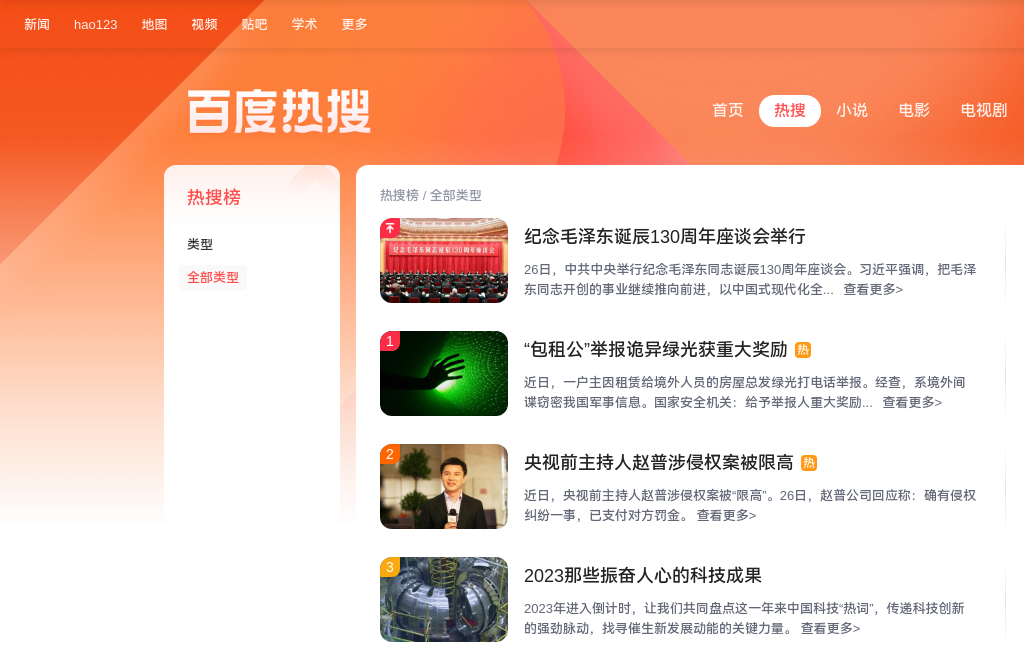 新闻 hao123 地图 视频 贴吧 学术 更多
百度热搜
首页 热搜 小说 电影 电视剧
热搜榜
类型
全部类型
热搜榜 / 全部类型
纪念毛泽东同志诞辰130周年座谈会
纪念毛泽东诞辰130周年座谈会举行
26日，中共中央举行纪念毛泽东同志诞辰130周年座谈会。习近平强调，把毛泽
东同志开创的事业继续推向前进，以中国式现代化全... 查看更多>
1
“包租公”举报诡异绿光获重大奖励 热
近日，一户主因租赁给境外人员的房屋总发绿光打电话举报。经查，系境外间
谍窃密我国军事信息。国家安全机关：给予举报人重大奖励... 查看更多>
2
央视前主持人赵普涉侵权案被限高 热
近日，央视前主持人赵普涉侵权案被“限高”。26日，赵普公司回应称：确有侵权
纠纷一事，已支付对方罚金。 查看更多>
3
2023那些振奋人心的科技成果
2023年进入倒计时，让我们共同盘点这一年来中国科技“热词”，传递科技创新
的强劲脉动，找寻催生新发展动能的关键力量。 查看更多>